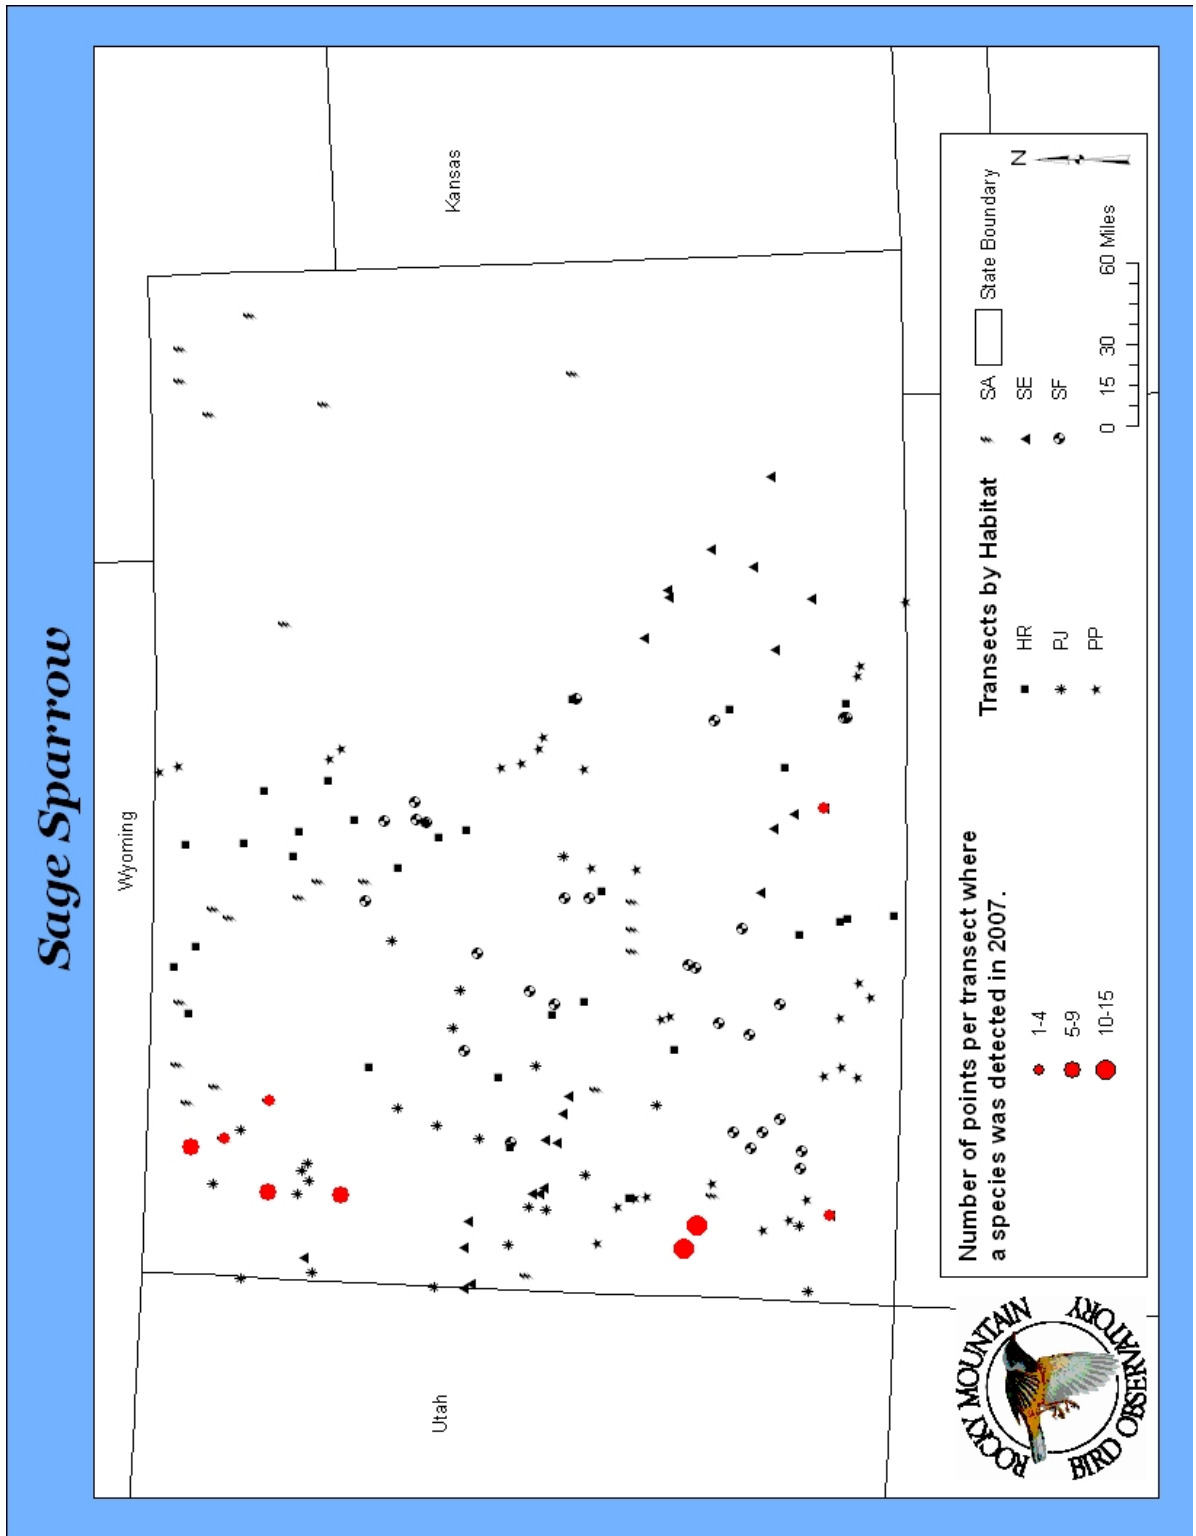 Sage Sparrow
Wyoming
Utah
Kansas
Number of points per transect where
a species was detected in 2007.
1-4
5-9
10-15
Transects by Habitat
HR
PJ
PP
SA
SE
SF
State Boundary
N
0 15 30 60 Miles
ROCKY MOUNTAIN
BIRD OBSERVATORY